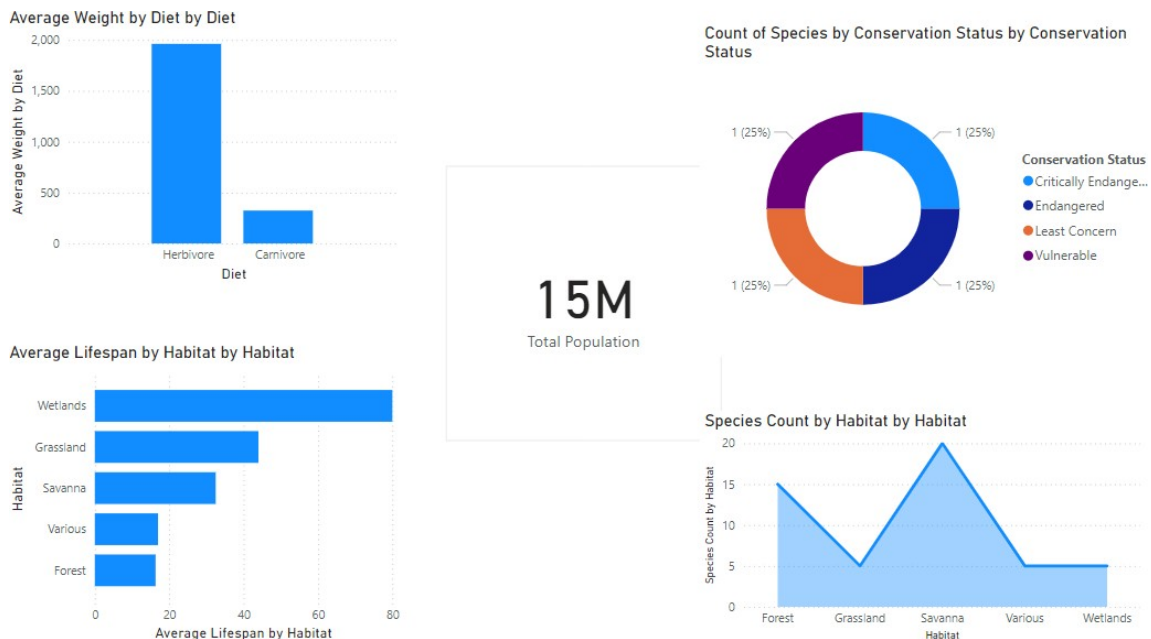 Average Weight by Diet by Diet
2,000
1,500
1,000
500
0
Average Weight by Diet
Herbivore
Carnivore
Diet
Count of Species by Conservation Status by Conservation
Status
1 (25%)
1 (25%)
1 (25%)
1 (25%)
Conservation Status
Critically Endange...
Endangered
Least Concern
Vulnerable
15M
Total Population
Average Lifespan by Habitat by Habitat
Habitat
Wetlands
Grassland
Savanna
Various
Forest
0
20
40
60
80
Average Lifespan by Habitat
Species Count by Habitat by Habitat
Species Count by Habitat
20
15
10
5
0
Forest
Grassland
Savanna
Various
Wetlands
Habitat